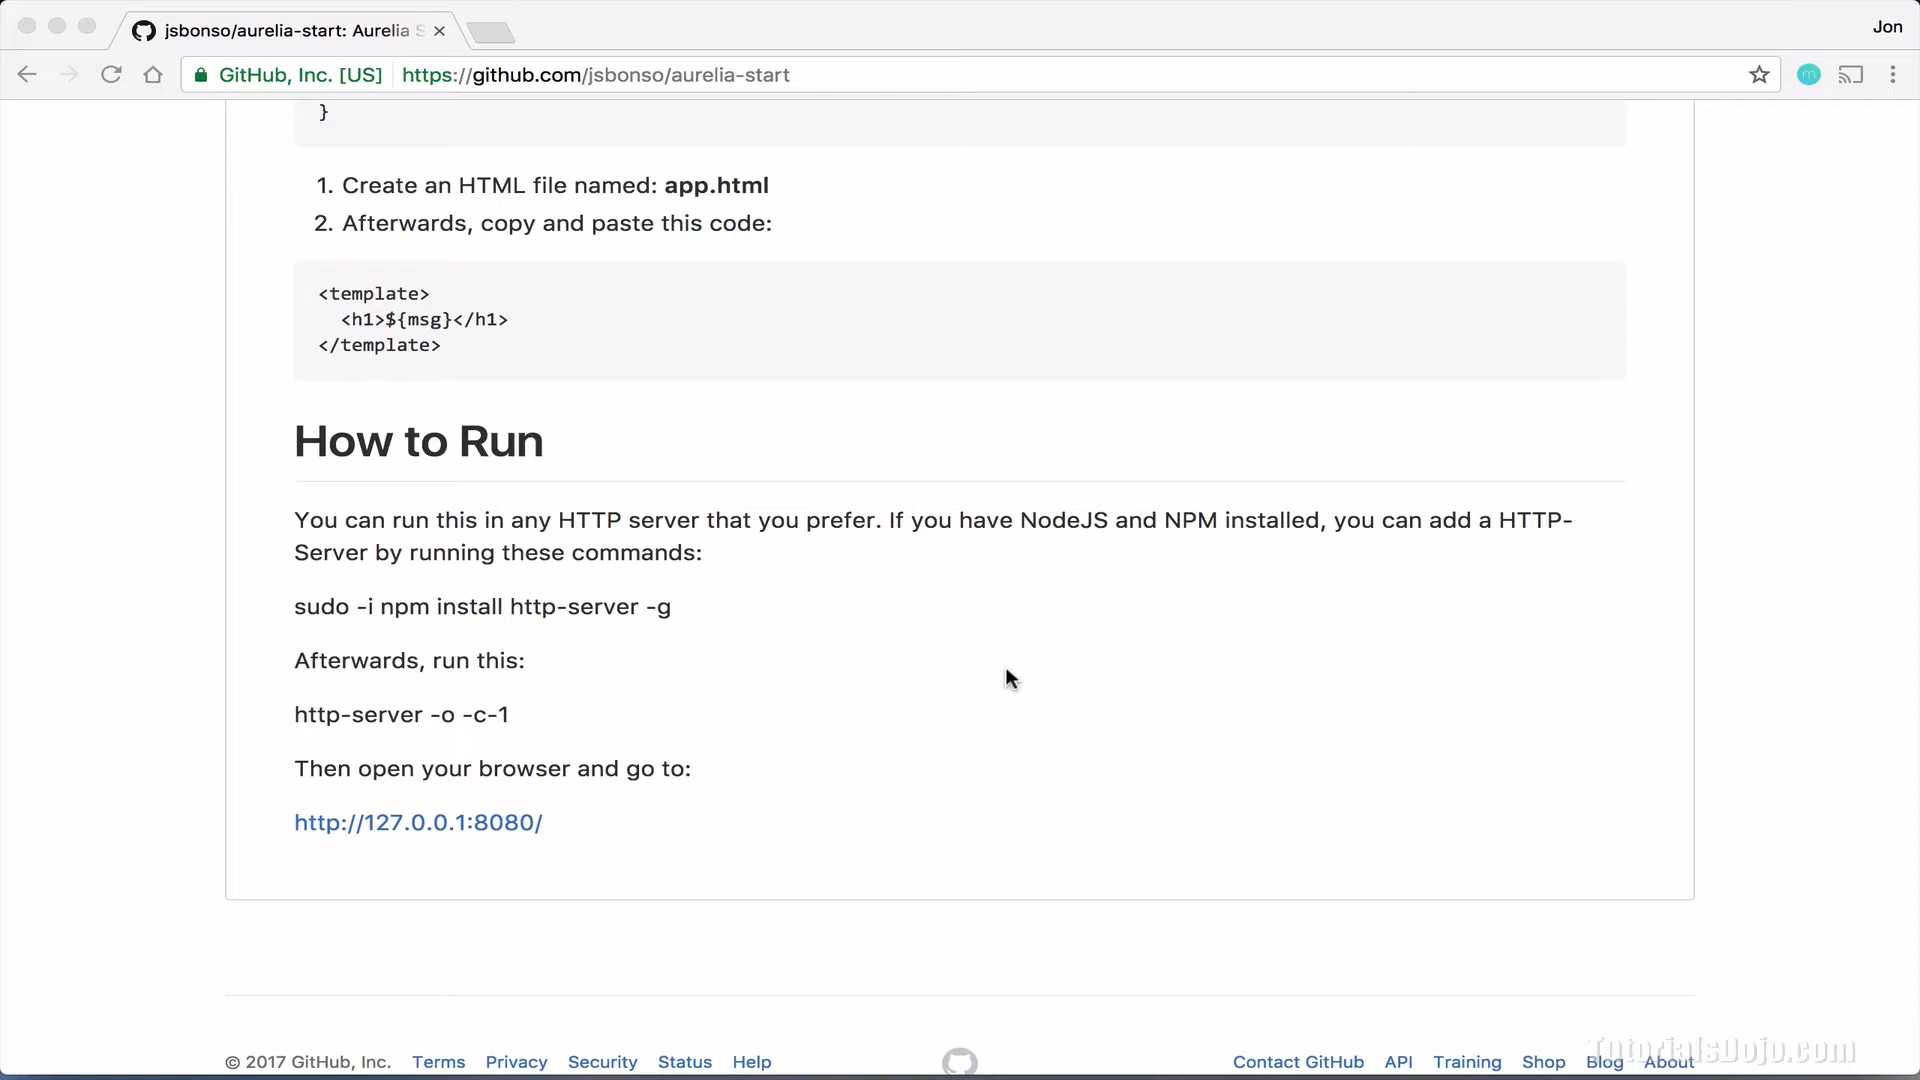 jsbonso/aurelia-start: Aurelia S
Jon
GitHub, Inc. [US]
https://github.com/jsbonso/aurelia-start
m
}
1. Create an HTML file named: app.html
2. Afterwards, copy and paste this code:
<template>
<h1>${msg}</h1>
</template>
How to Run
You can run this in any HTTP server that you prefer. If you have NodeJS and NPM installed, you can add a HTTP-
Server by running these commands:
sudo -i npm install http-server -g
Afterwards, run this:
http-server -o -c-1
Then open your browser and go to:
http://127.0.0.1:8080/
© 2017 GitHub, Inc. Terms Privacy Security Status Help
Contact GitHub API Training Shop Blog About
TutorialsDojo.com